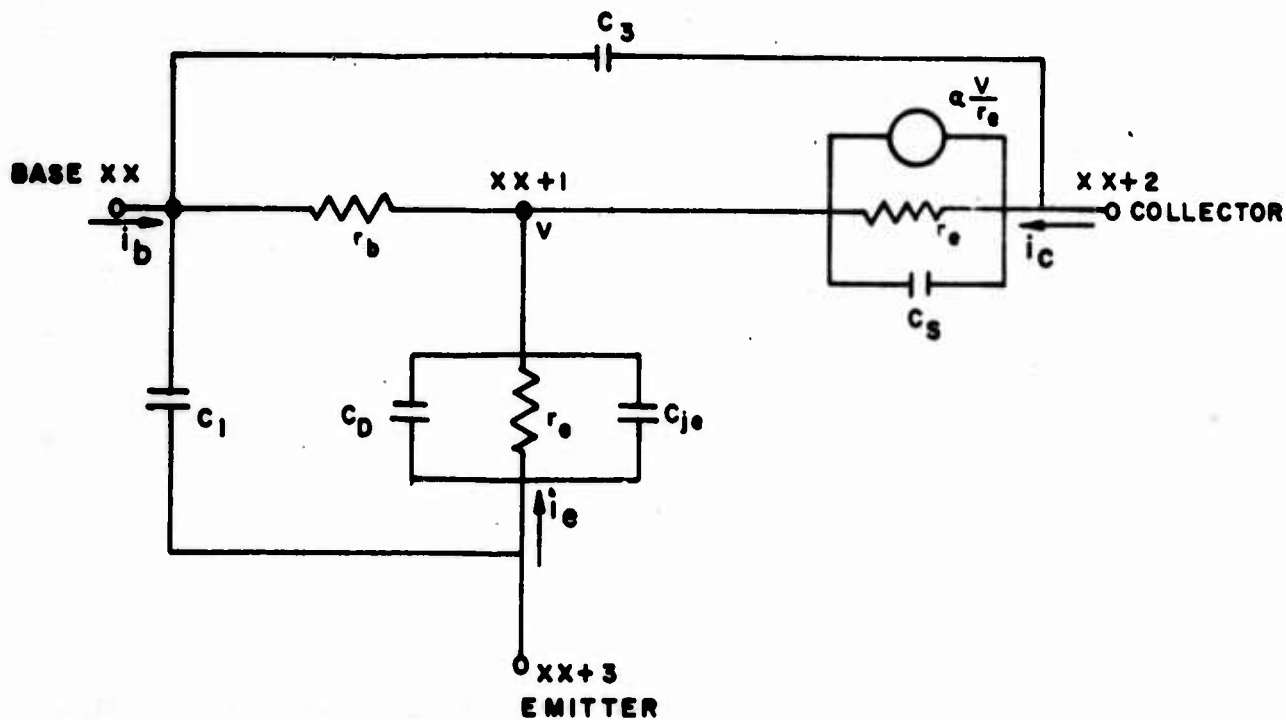 C3
α V/re
BASE XX
XX+1
XX+2
COLLECTOR
ib
rb
V
re
ic
CS
C1
CD
re
Cje
ie
XX+3
EMITTER